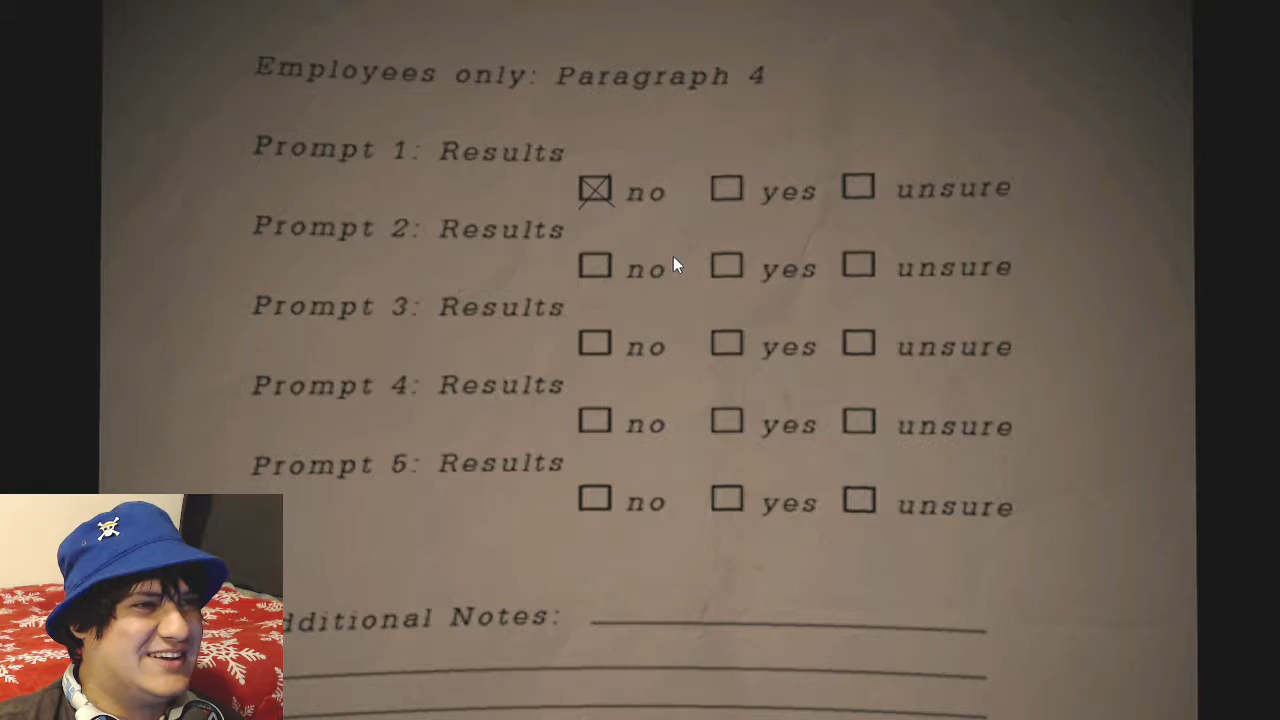 Employees only: Paragraph 4
Prompt 1: Results
no yes unsure
Prompt 2: Results
no yes unsure
Prompt 3: Results
no yes unsure
Prompt 4: Results
no yes unsure
Prompt 5: Results
no yes unsure
dditional Notes: